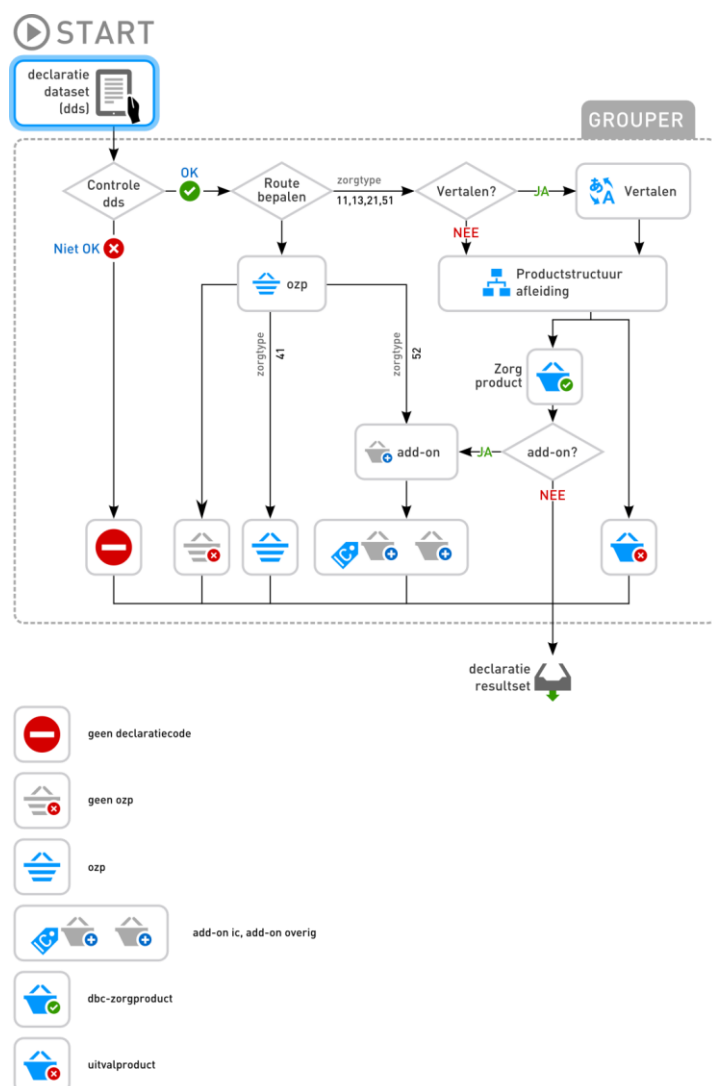 START
declaratie
dataset
(dds)
GROUPER
Controle
dds
OK
Route
bepalen
zorgtype
11,13,21,51
Vertalen?
JA
あ
A
Vertalen
Niet OK
NEE
ozp
Productstructuur
afleiding
zorgtype
41
zorgtype
52
Zorg
product
add-on
JA
add-on?
NEE
C
declaratie
resultset
geen declaratiecode
geen ozp
ozp
C
add-on ic, add-on overig
dbc-zorgproduct
uitvalproduct